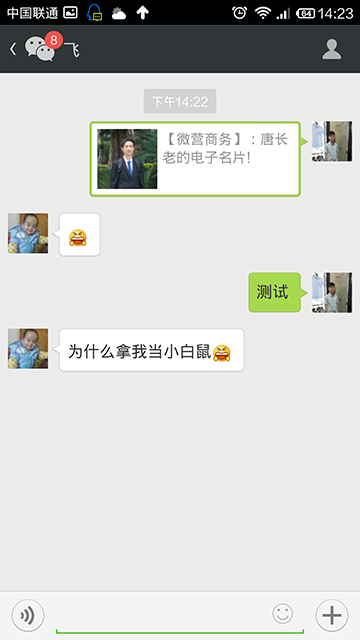 中国联通 64 14:23
8 飞
下午14:22
【微营商务】:唐长
老的电子名片!
测试
为什么拿我当小白鼠